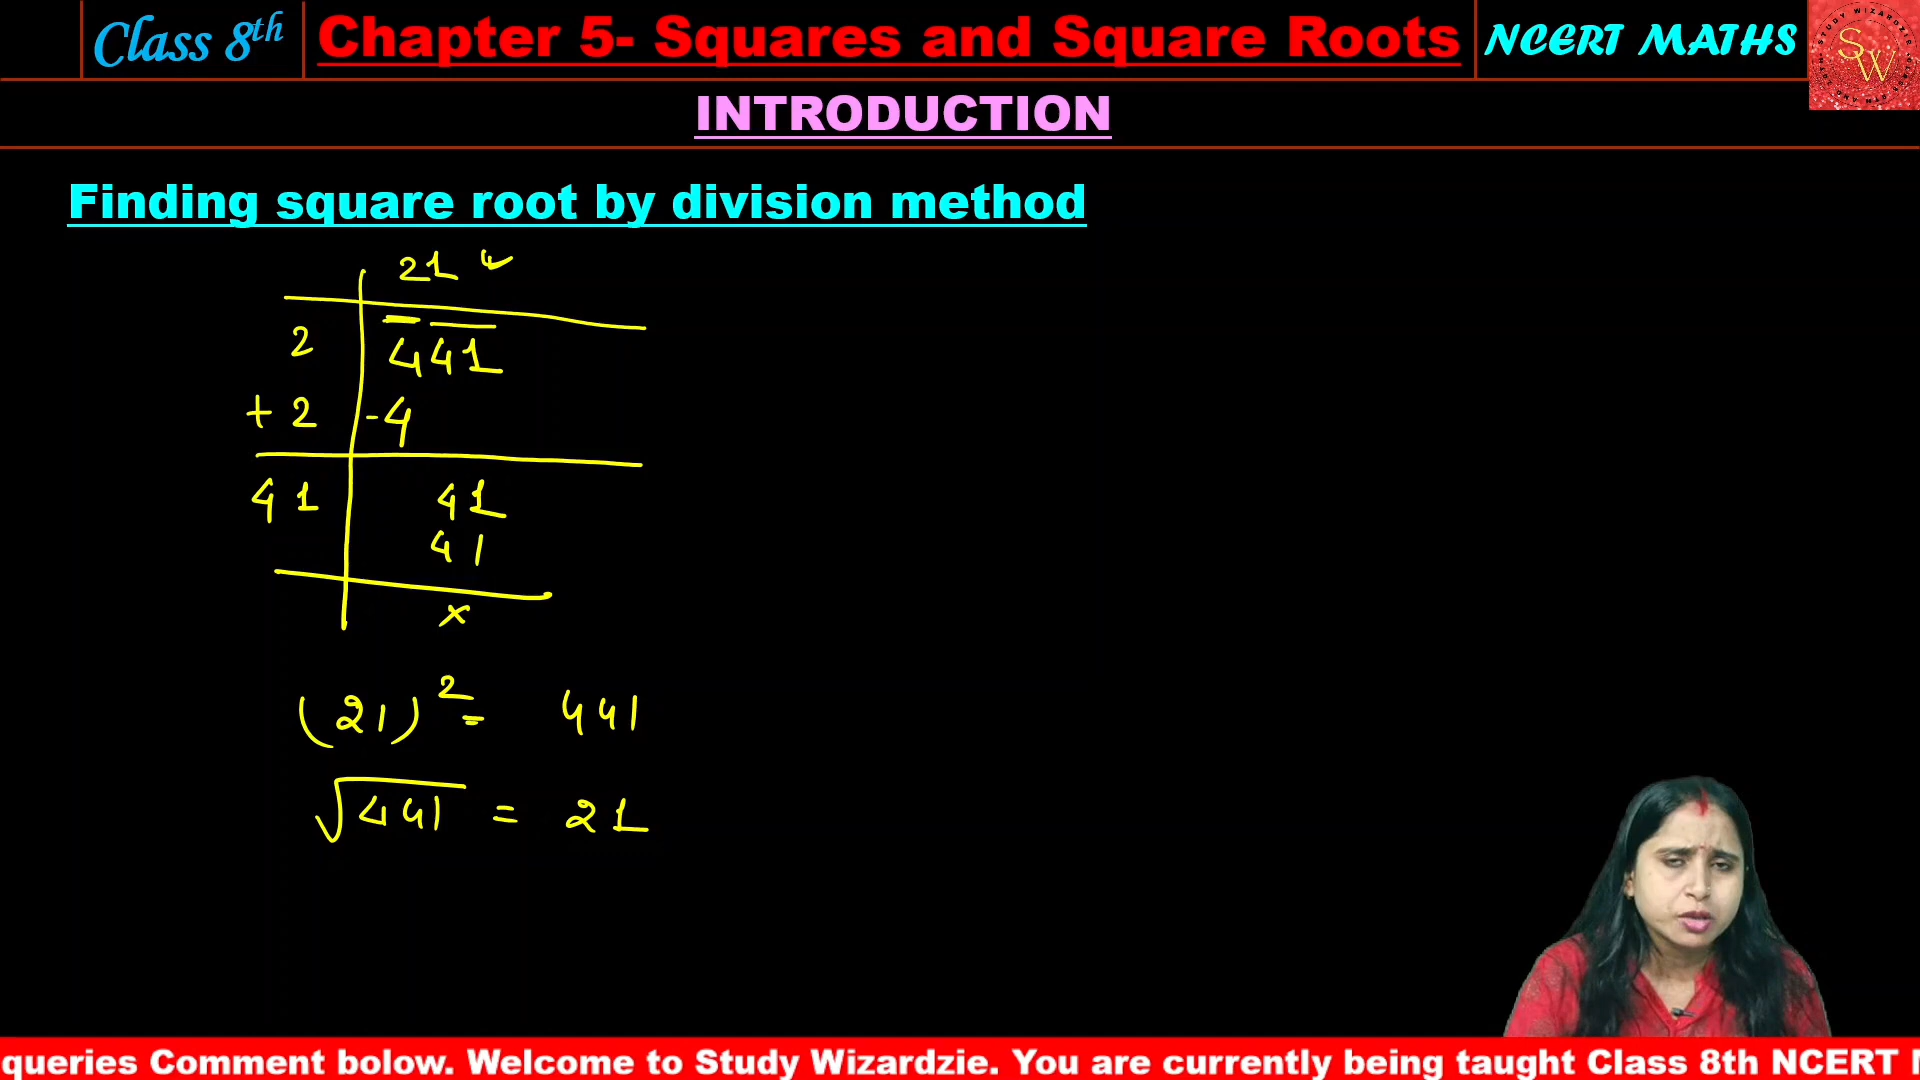 Class 8th
Chapter 5- Squares and Square Roots
NCERT MATHS
SW
INTRODUCTION
Finding square root by division method
21 ✓
2 441
+ 2 -4
41 41
41
x
(21)² = 441
√441 = 21
queries Comment bolow. Welcome to Study Wizardzie. You are currently being taught Class 8th NCERT